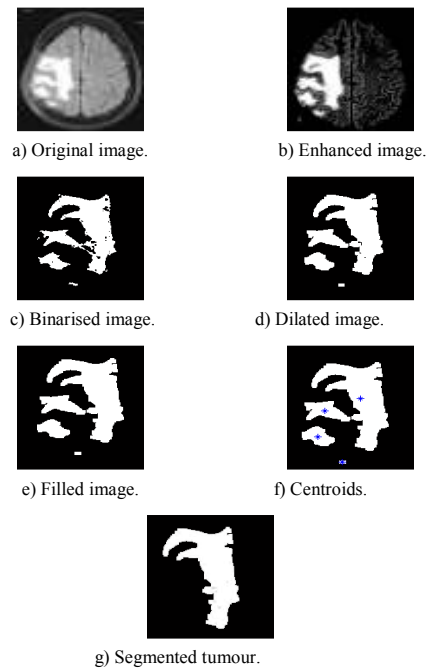 a) Original image.
b) Enhanced image.
c) Binarised image.
d) Dilated image.
e) Filled image.
f) Centroids.
g) Segmented tumour.